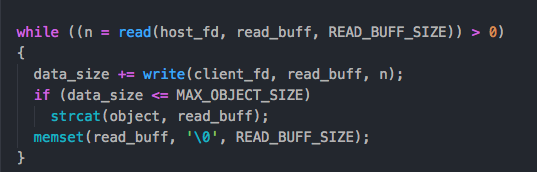 while ((n = read(host_fd, read_buff, READ_BUFF_SIZE)) > 0)
{
  data_size += write(client_fd, read_buff, n);
  if (data_size <= MAX_OBJECT_SIZE)
    strcat(object, read_buff);
  memset(read_buff, '\0', READ_BUFF_SIZE);
}